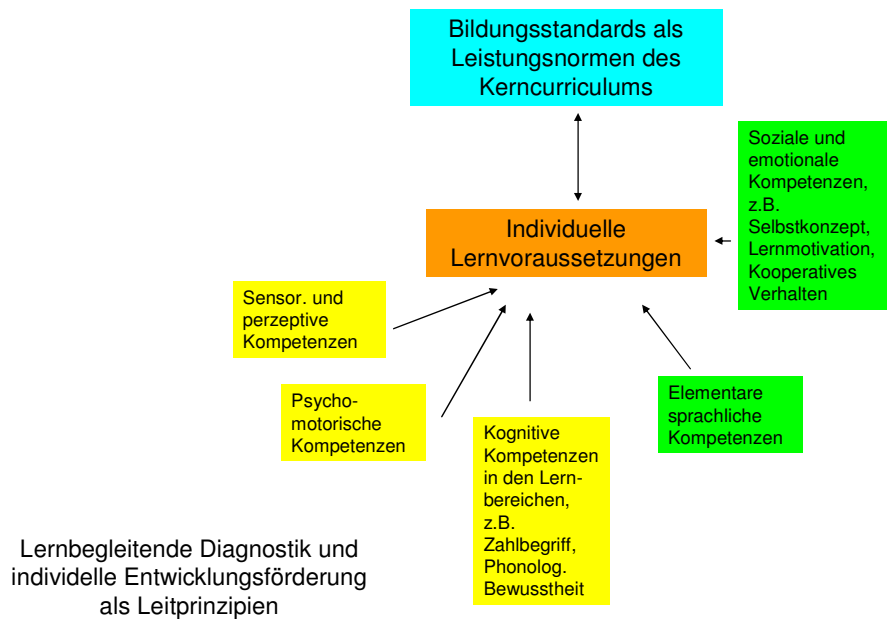 Bildungsstandards als
Leistungsnormen des
Kerncurriculums
Soziale und
emotionale
Kompetenzen,
z.B.
Selbstkonzept,
Lernmotivation,
Kooperatives
Verhalten
Individuelle
Lernvoraussetzungen
Sensor. und
perzeptive
Kompetenzen
Psycho-
motorische
Kompetenzen
Kognitive
Kompetenzen
in den Lern-
bereichen,
z.B.
Zahlbegriff,
Phonolog.
Bewusstheit
Elementare
sprachliche
Kompetenzen
Lernbegleitende Diagnostik und
individelle Entwicklungsförderung
als Leitprinzipien